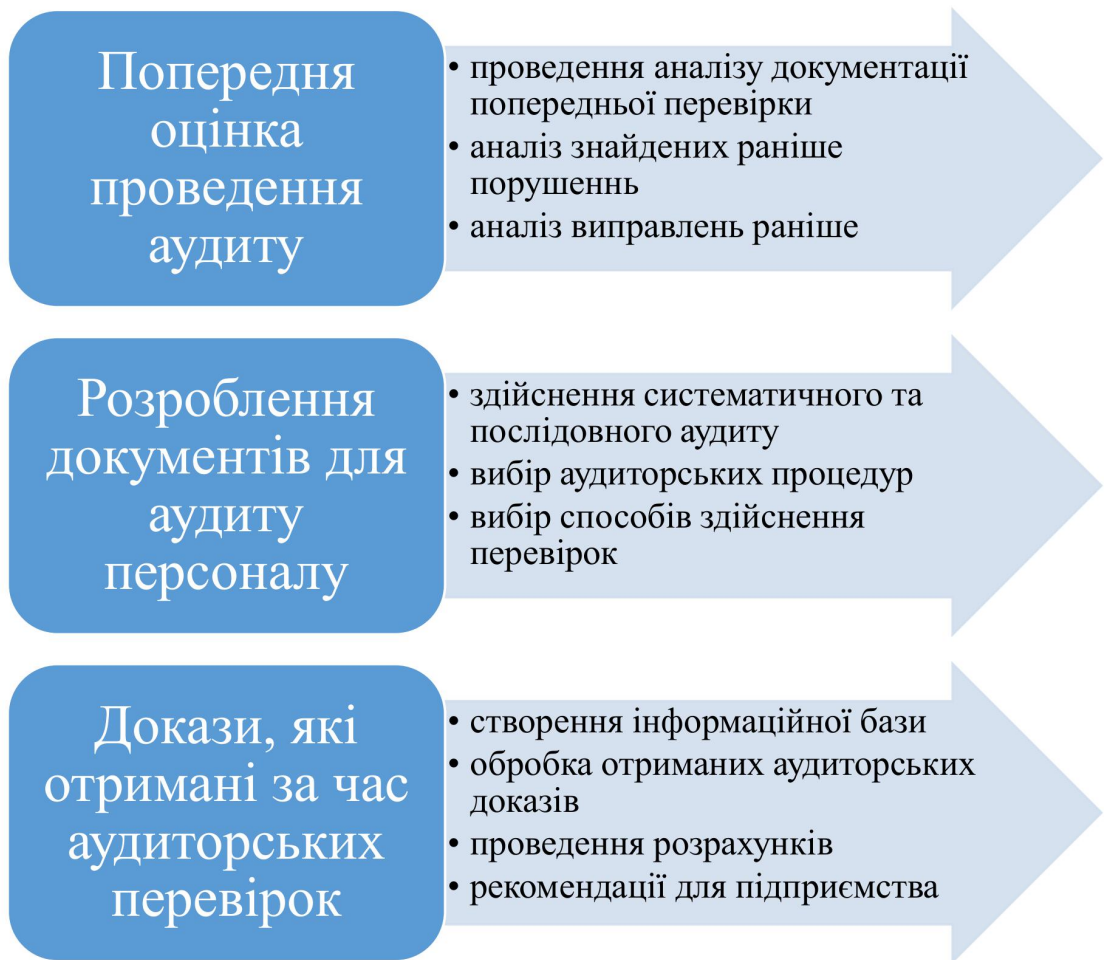 Попередня
оцінка
проведення
аудиту
• проведення аналізу документації
попередньої перевірки
• аналіз знайдених раніше
порушеннь
• аналіз виправлень раніше
Розроблення
документів для
аудиту
персоналу
• здійснення систематичного та
послідовного аудиту
• вибір аудиторських процедур
• вибір способів здійснення
перевірок
Докази, які
отримані за час
аудиторських
перевірок
• створення інформаційної бази
• обробка отриманих аудиторських
доказів
• проведення розрахунків
• рекомендації для підприємства